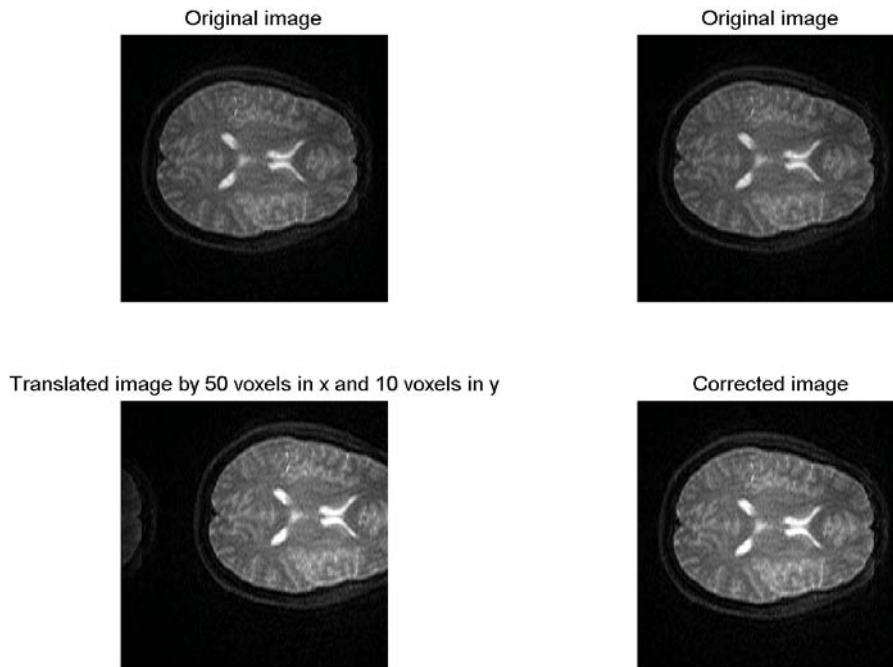 Original image
Original image
Translated image by 50 voxels in x and 10 voxels in y
Corrected image